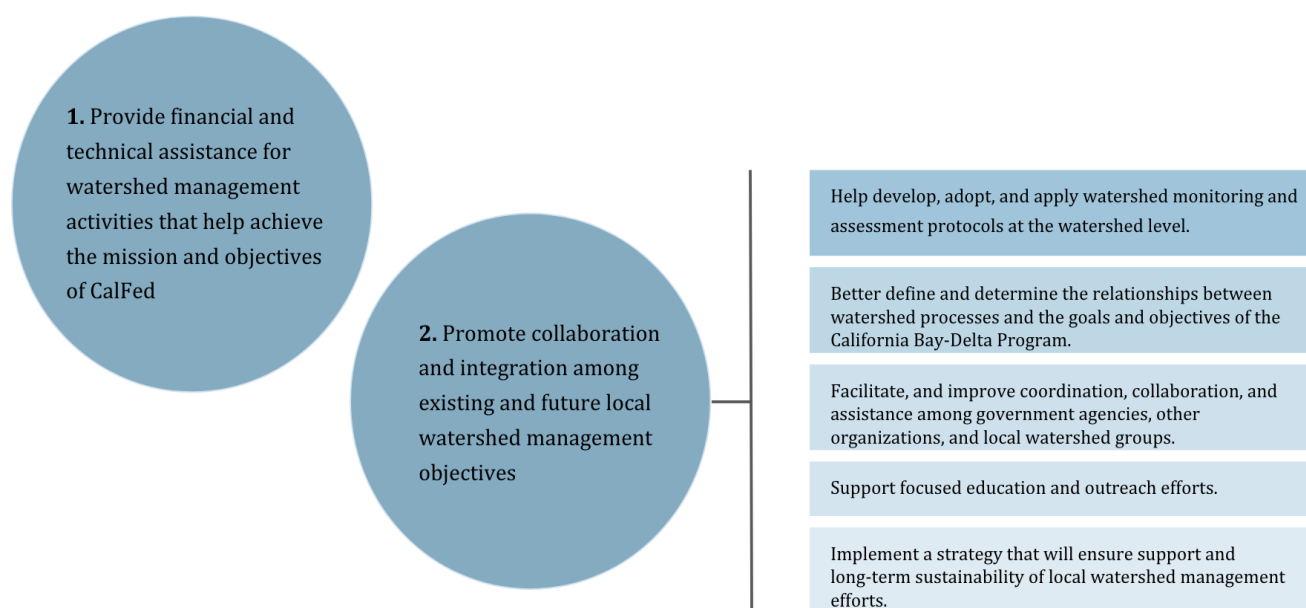 1. Provide financial and
technical assistance for
watershed management
activities that help achieve
the mission and objectives
of CalFed
2. Promote collaboration
and integration among
existing and future local
watershed management
objectives
Help develop, adopt, and apply watershed monitoring and
assessment protocols at the watershed level.
Better define and determine the relationships between
watershed processes and the goals and objectives of the
California Bay-Delta Program.
Facilitate, and improve coordination, collaboration, and
assistance among government agencies, other
organizations, and local watershed groups.
Support focused education and outreach efforts.
Implement a strategy that will ensure support and
long-term sustainability of local watershed management
efforts.